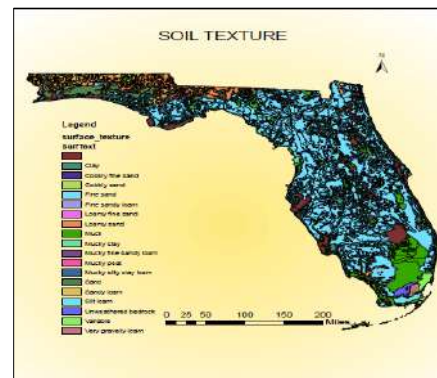 SOIL TEXTURE
N
Legend
surface_texture
SurfText
Clay
Cobbly fine sand
Gobbly sand
Fine sand
Fine sandy loam
Loamy fine sand
Loamy sand
Muck
Mucky clay
Mucky fine sandy loam
Mucky peat
Mucky silty clay loam
Sand
Sandy loam
Silt loam
Unweathered bedrock
Variable
Very gravelly loam
0 25 50 100 150 200
Miles